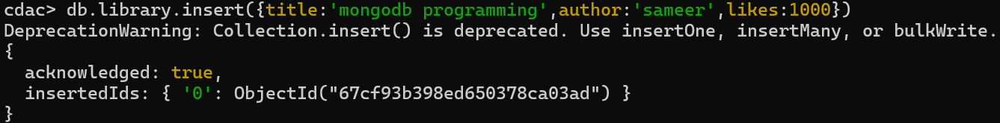 cdac> db.library.insert({title:'mongodb programming',author:'sameer',likes:1000})
DeprecationWarning: Collection.insert() is deprecated. Use insertOne, insertMany, or bulkWrite.
{
  acknowledged: true,
  insertedIds: { '0': ObjectId("67cf93b398ed650378ca03ad") }
}